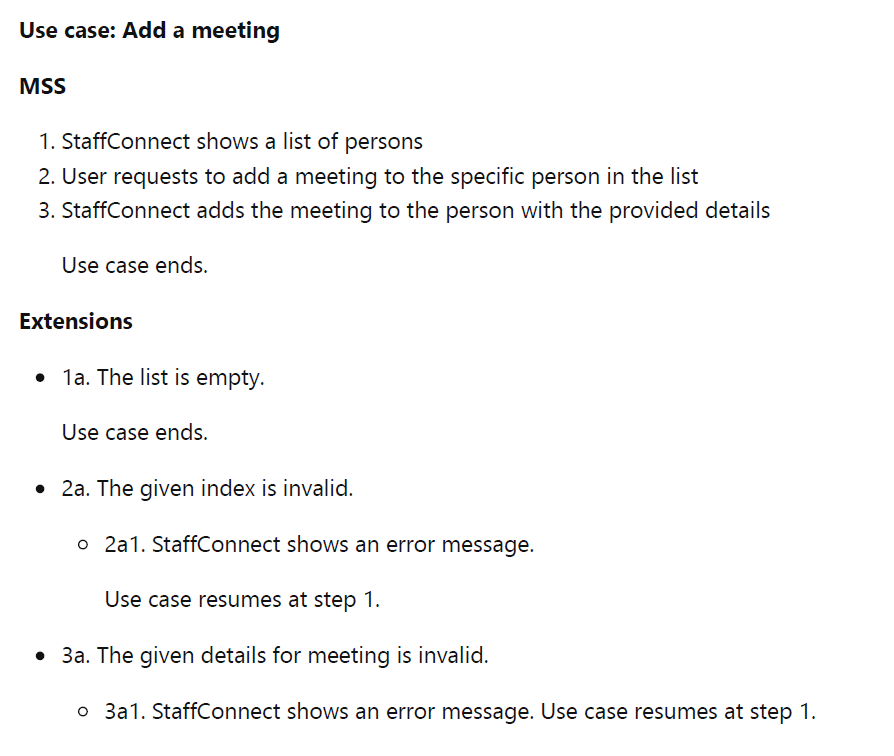 Use case: Add a meeting
MSS
1. StaffConnect shows a list of persons
2. User requests to add a meeting to the specific person in the list
3. StaffConnect adds the meeting to the person with the provided details
Use case ends.
Extensions
• 1a. The list is empty.
Use case ends.
• 2a. The given index is invalid.
○ 2a1. StaffConnect shows an error message.
Use case resumes at step 1.
• 3a. The given details for meeting is invalid.
○ 3a1. StaffConnect shows an error message. Use case resumes at step 1.